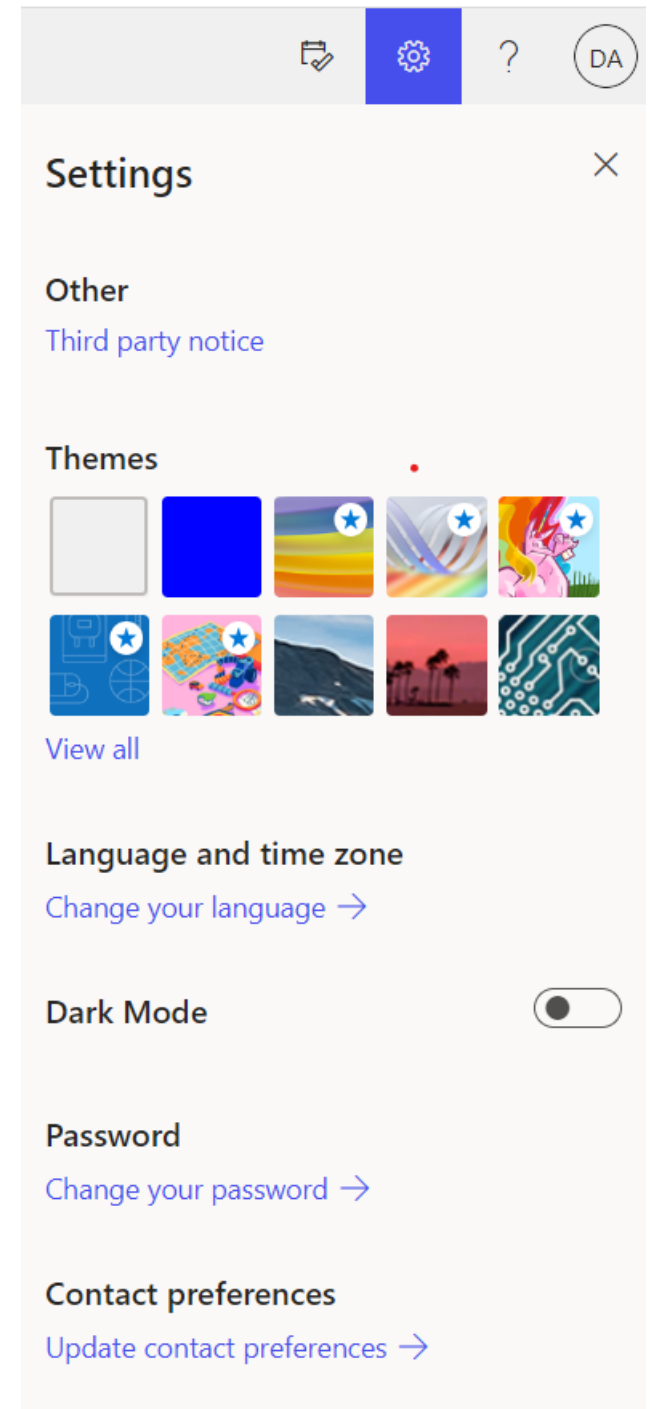 ?
DA
Settings
Other
Third party notice
Themes
View all
Language and time zone
Change your language →
Dark Mode
Password
Change your password →
Contact preferences
Update contact preferences →